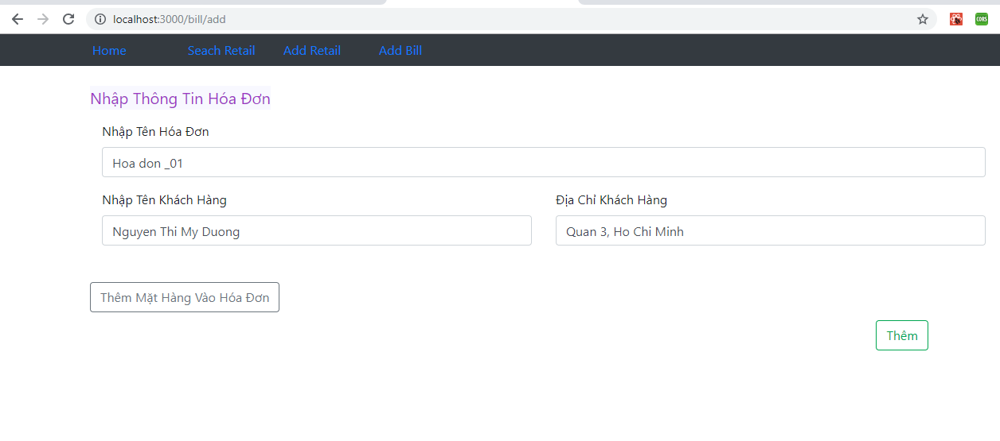 localhost:3000/bill/add
CORS
Home Seach Retail Add Retail Add Bill
Nhập Thông Tin Hóa Đơn
Nhập Tên Hóa Đơn
Hoa don _01
Nhập Tên Khách Hàng Địa Chỉ Khách Hàng
Nguyen Thi My Duong Quan 3, Ho Chi Minh
Thêm Mặt Hàng Vào Hóa Đơn
Thêm